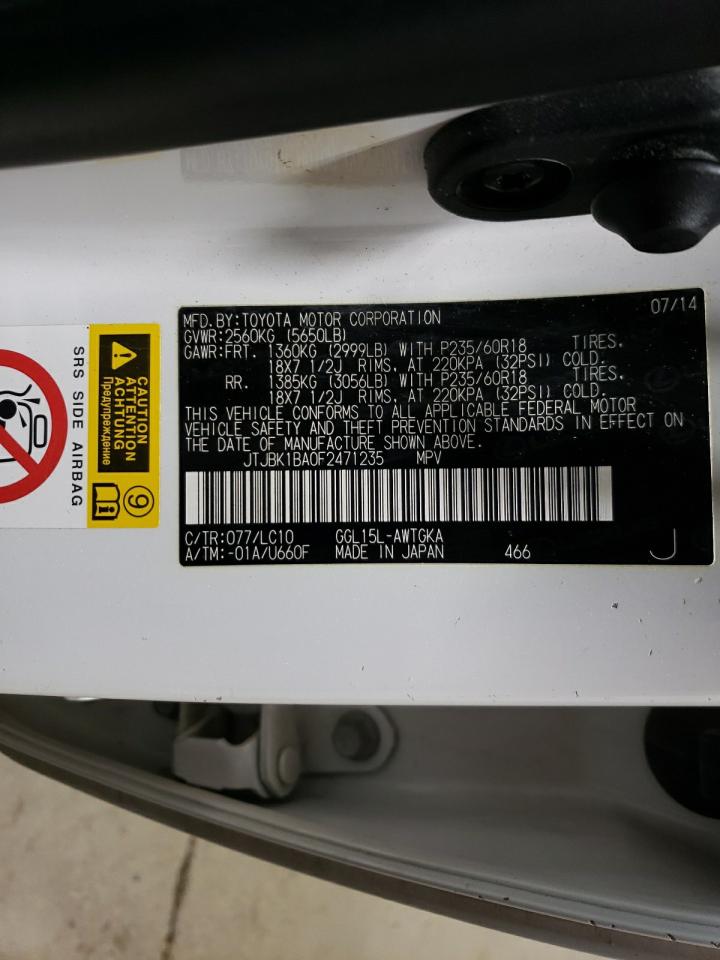 MFD.BY:TOYOTA MOTOR CORPORATION 07/14
GVWR:2560KG (5650LB)
GAWR:FRT. 1360KG (2999LB) WITH P235/60R18 TIRES.
18X7 1/2J RIMS. AT 220KPA (32PSI) COLD.
RR. 1385KG (3056LB) WITH P235/60R18 TIRES.
18X7 1/2J RIMS. AT 220KPA (32PSI) COLD.
THIS VEHICLE CONFORMS TO ALL APPLICABLE FEDERAL MOTOR
VEHICLE SAFETY AND THEFT PREVENTION STANDARDS IN EFFECT ON
THE DATE OF MANUFACTURE SHOWN ABOVE.
JTJBK1BA0F2471235 MPV
C/TR:077/LC10 GGL15L-AWTGKA
A/TM:-01A/U660F MADE IN JAPAN 466 J
CAUTION
ATTENTION
ACHTUNG
Предупреждение
9
SRS SIDE AIRBAG